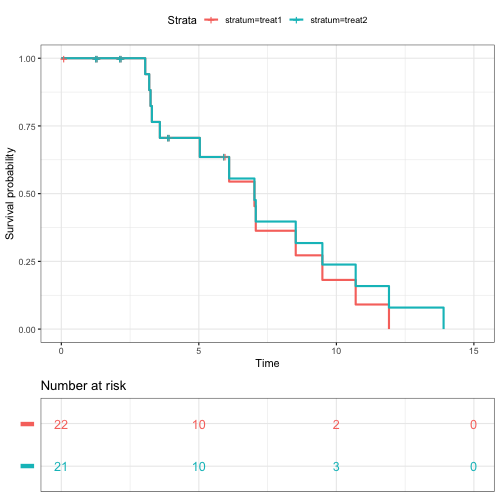 Strata stratum=treat1 stratum=treat2
1.00
0.75
0.50
0.25
0.00
Survival probability
0 5 10 15
Time
Number at risk
22 10 2 0
21 10 3 0